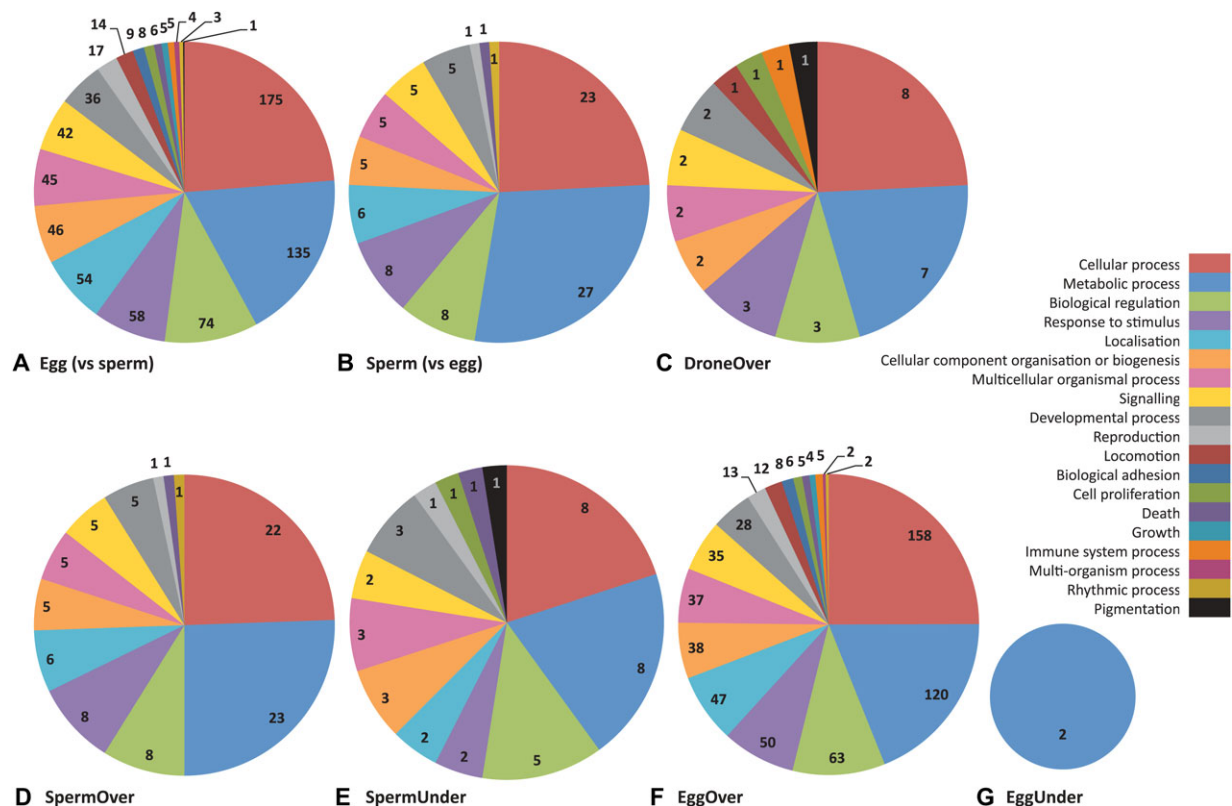 14 9 8 6 5 5 4 3 1
17
36
42
45
46
54
58
74
135
175
A Egg (vs sperm)
1 1 1
5
5
5
5
6
8
8
27
23
B Sperm (vs egg)
1 1 1 1
2
2
2
2
3
3
7
8
C DroneOver
Cellular process
Metabolic process
Biological regulation
Response to stimulus
Localisation
Cellular component organisation or biogenesis
Multicellular organismal process
Signalling
Developmental process
Reproduction
Locomotion
Biological adhesion
Cell proliferation
Death
Growth
Immune system process
Multi-organism process
Rhythmic process
Pigmentation
1 1 1
5
5
5
5
6
8
8
23
22
D SpermOver
1 1 1 1
3
2
3
3
2
2
5
8
8
E SpermUnder
13 12 8 6 5 4 5 2 2
28
35
37
38
47
50
63
120
158
F EggOver
2
G EggUnder